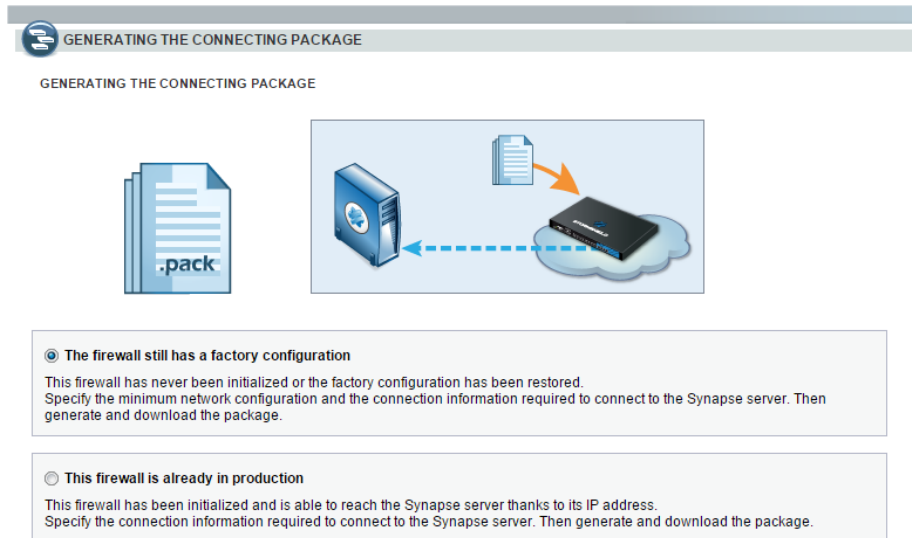 GENERATING THE CONNECTING PACKAGE
GENERATING THE CONNECTING PACKAGE
.pack
STORMSHIELD
The firewall still has a factory configuration
This firewall has never been initialized or the factory configuration has been restored.
Specify the minimum network configuration and the connection information required to connect to the Synapse server. Then
generate and download the package.
This firewall is already in production
This firewall has been initialized and is able to reach the Synapse server thanks to its IP address.
Specify the connection information required to connect to the Synapse server. Then generate and download the package.